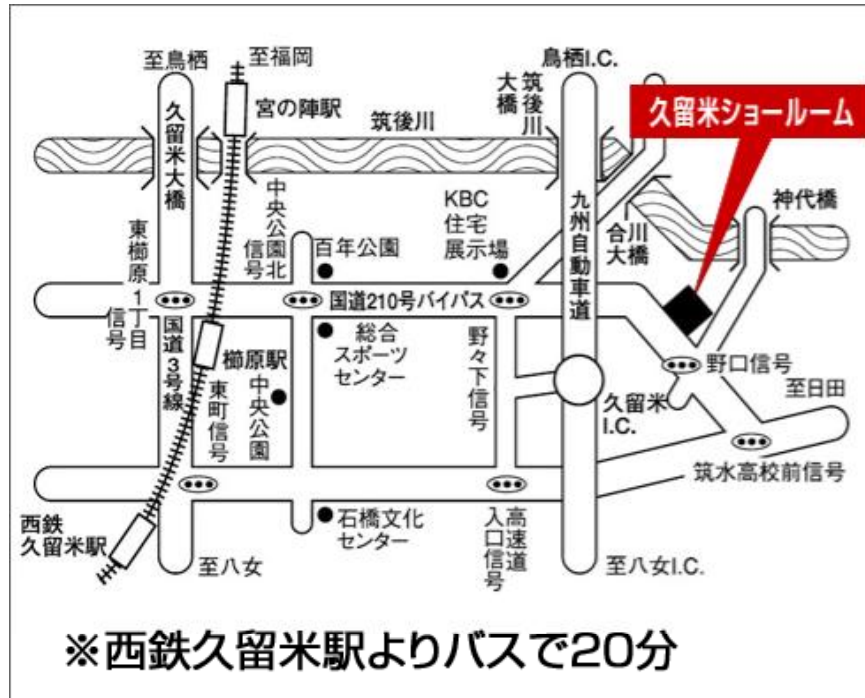 至鳥栖
至福岡
鳥栖I.C.
久留米大橋
宮の陣駅
筑後川
筑後川
大橋
久留米ショールーム
神代橋
合川
大橋
九州自動車道
KBC
住宅
展示場
中央公園北
信号
百年公園
東櫛原1丁目
信号
国道210号バイパス
国道3号線
櫛原駅
総合
スポーツ
センター
野々下信号
野口信号
東町信号
中央公園
久留米
I.C.
至日田
筑水高校前信号
西鉄
久留米駅
石橋文化
センター
高速道
入口信号
至八女
至八女I.C.
※西鉄久留米駅よりバスで20分